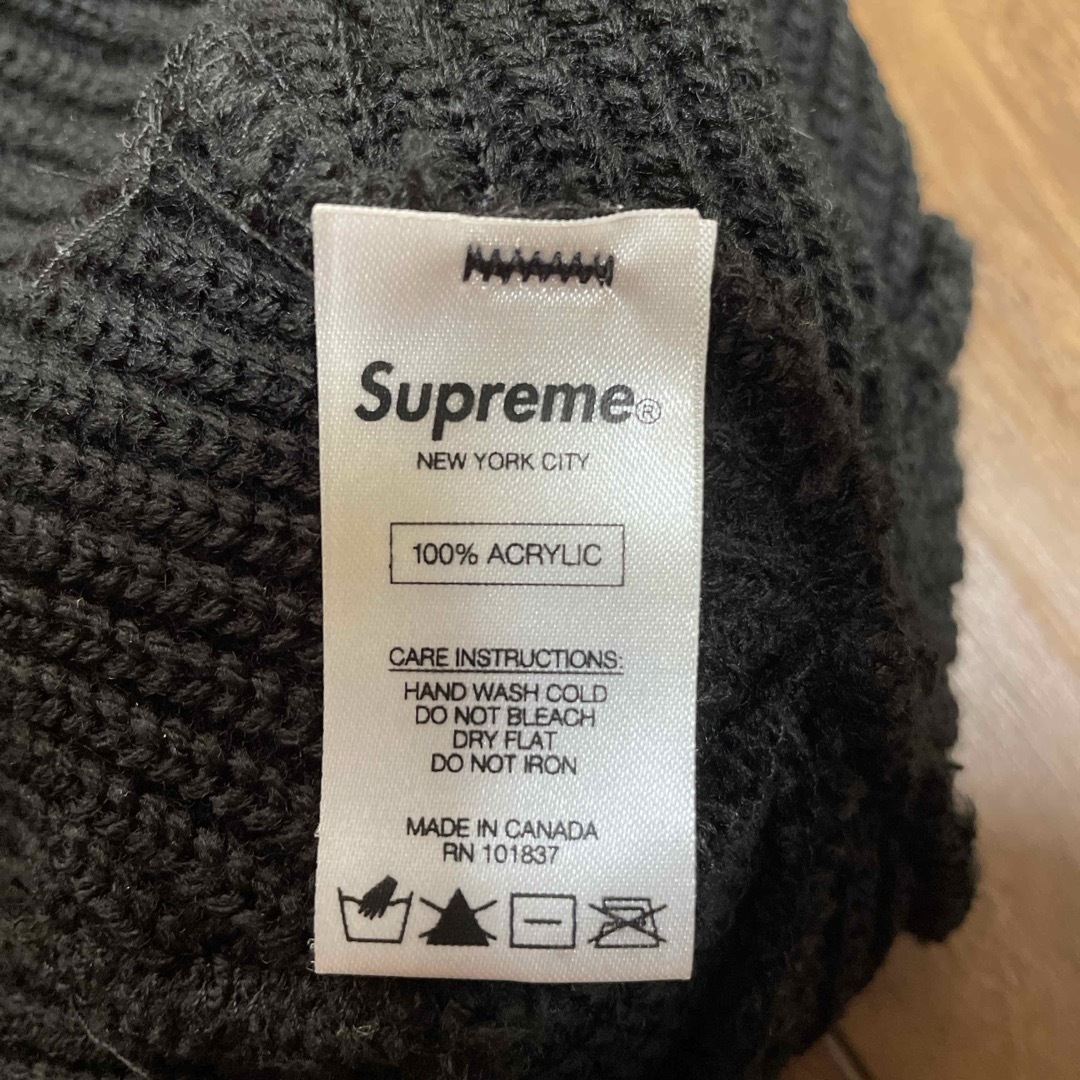 Supreme®
NEW YORK CITY
100% ACRYLIC
CARE INSTRUCTIONS:
HAND WASH COLD
DO NOT BLEACH
DRY FLAT
DO NOT IRON
MADE IN CANADA
RN 101837